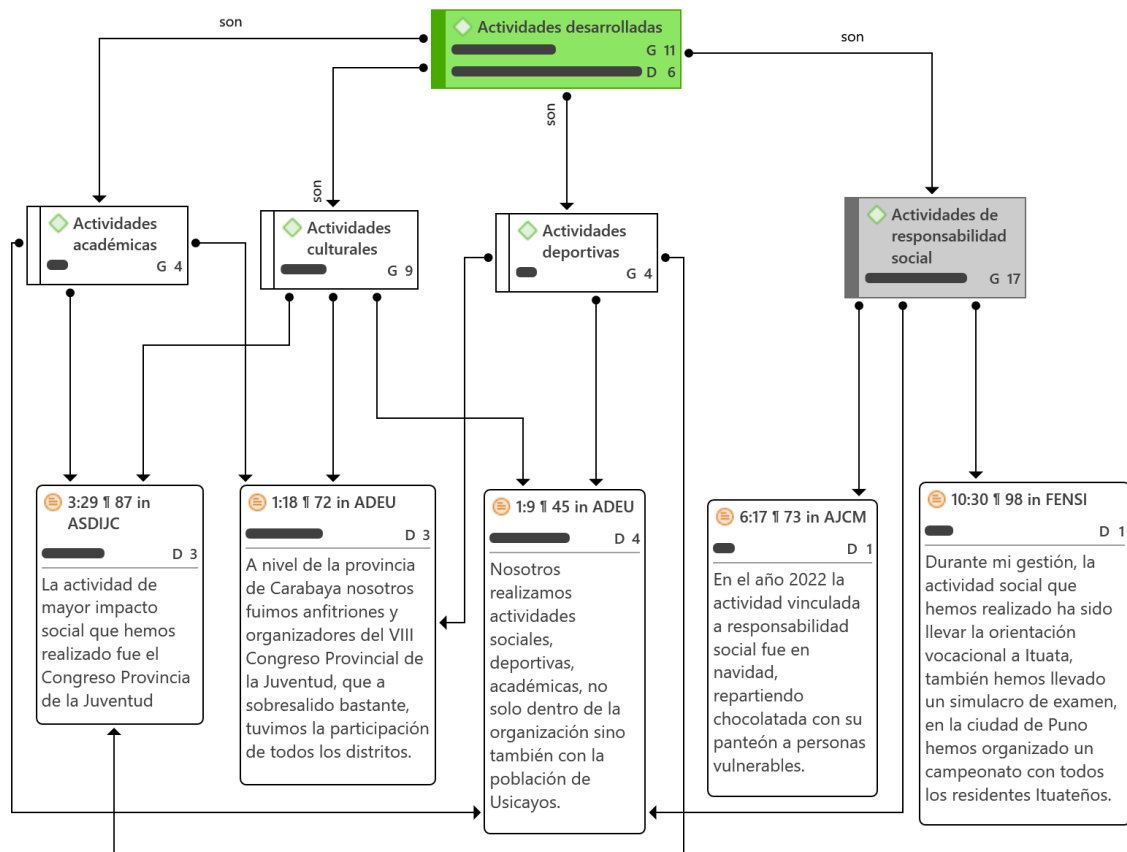 son
Actividades desarrolladas
G 11
D 6
son
son
son
Actividades
académicas
G 4
Actividades
culturales
G 9
Actividades
deportivas
G 4
Actividades de
responsabilidad
social
G 17
3:29 ¶ 87 in
ASDIJC
D 3
La actividad de
mayor impacto
social que hemos
realizado fue el
Congreso Provincia
de la Juventud
1:18 ¶ 72 in ADEU
D 3
A nivel de la provincia
de Carabaya nosotros
fuimos anfitriones y
organizadores del VIII
Congreso Provincial de
la Juventud, que a
sobresalido bastante,
tuvimos la participación
de todos los distritos.
1:9 ¶ 45 in ADEU
D 4
Nosotros
realizamos
actividades
sociales,
deportivas,
académicas, no
solo dentro de la
organización sino
también con la
población de
Usicayos.
6:17 ¶ 73 in AJCM
D 1
En el año 2022 la
actividad vinculada
a responsabilidad
social fue en
navidad,
repartiendo
chocolatada con su
panteón a personas
vulnerables.
10:30 ¶ 98 in FENSI
D 1
Durante mi gestión, la
actividad social que
hemos realizado ha sido
llevar la orientación
vocacional a Ituata,
también hemos llevado
un simulacro de examen,
en la ciudad de Puno
hemos organizado un
campeonato con todos
los residentes Ituateños.